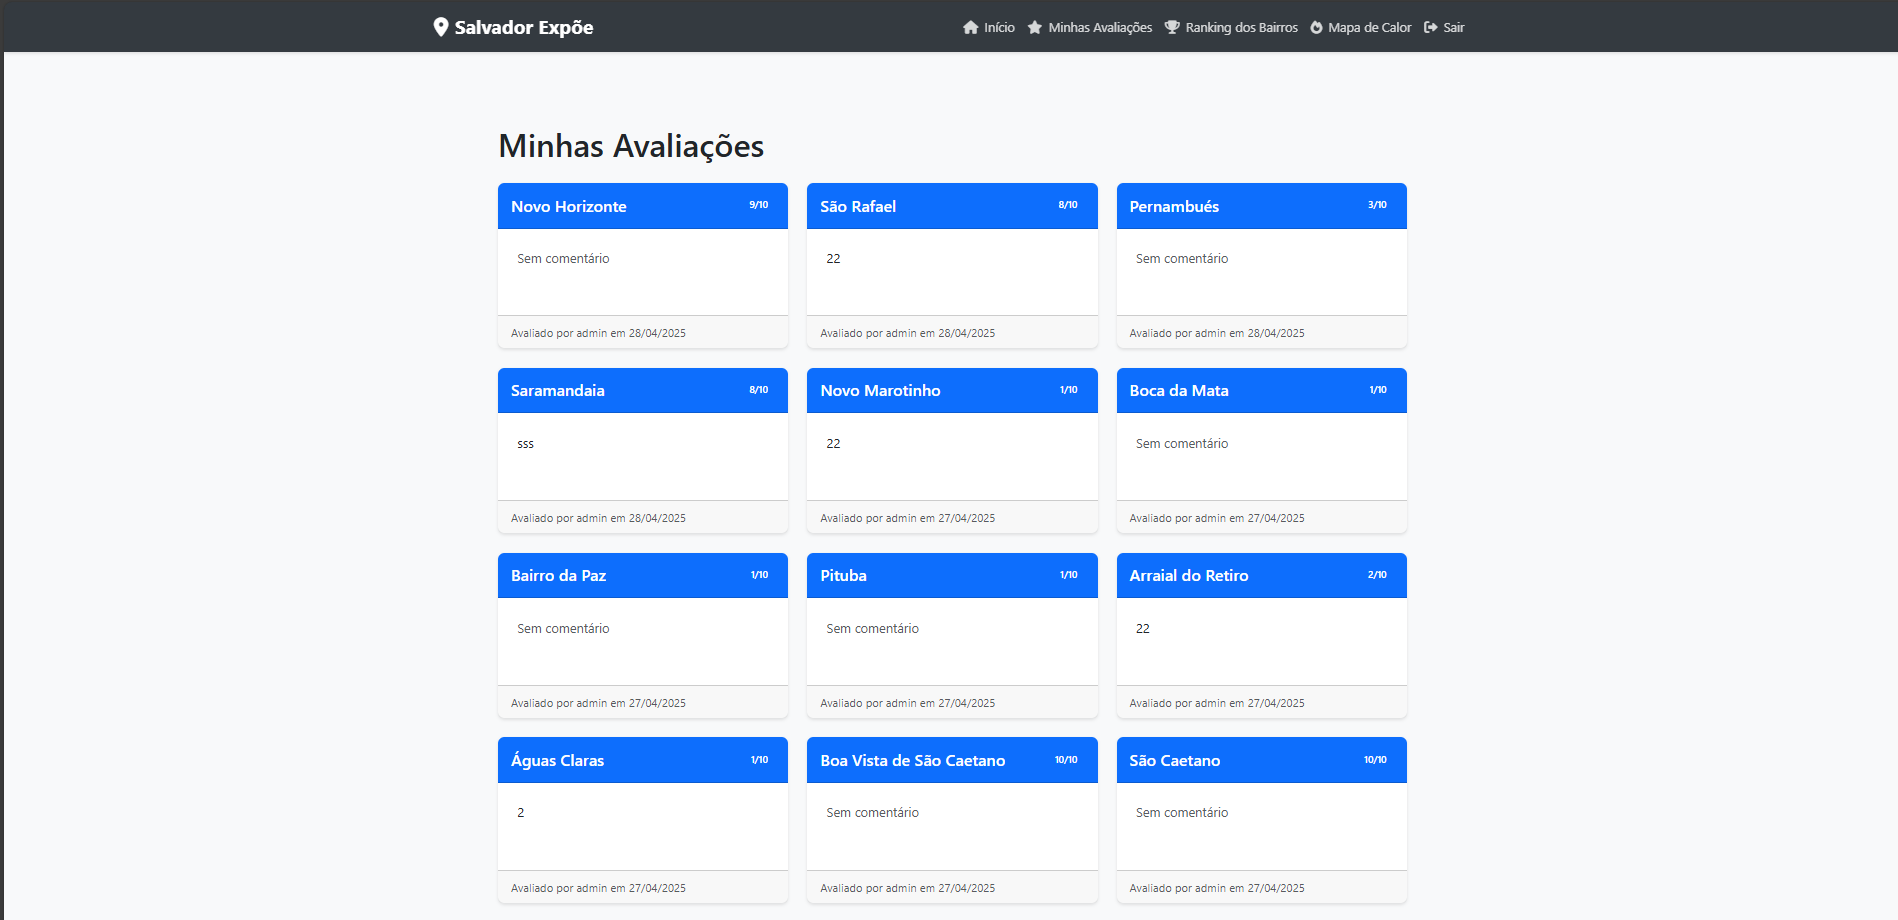 Salvador Expõe
Início Minhas Avaliações Ranking dos Bairros Mapa de Calor Sair
Minhas Avaliações
Novo Horizonte 9/10
Sem comentário
Avaliado por admin em 28/04/2025
São Rafael 8/10
22
Avaliado por admin em 28/04/2025
Pernambués 3/10
Sem comentário
Avaliado por admin em 28/04/2025
Saramandaia 8/10
sss
Avaliado por admin em 28/04/2025
Novo Marotinho 1/10
22
Avaliado por admin em 27/04/2025
Boca da Mata 1/10
Sem comentário
Avaliado por admin em 27/04/2025
Bairro da Paz 1/10
Sem comentário
Avaliado por admin em 27/04/2025
Pituba 1/10
Sem comentário
Avaliado por admin em 27/04/2025
Arraial do Retiro 2/10
22
Avaliado por admin em 27/04/2025
Águas Claras 1/10
2
Avaliado por admin em 27/04/2025
Boa Vista de São Caetano 10/10
Sem comentário
Avaliado por admin em 27/04/2025
São Caetano 10/10
Sem comentário
Avaliado por admin em 27/04/2025